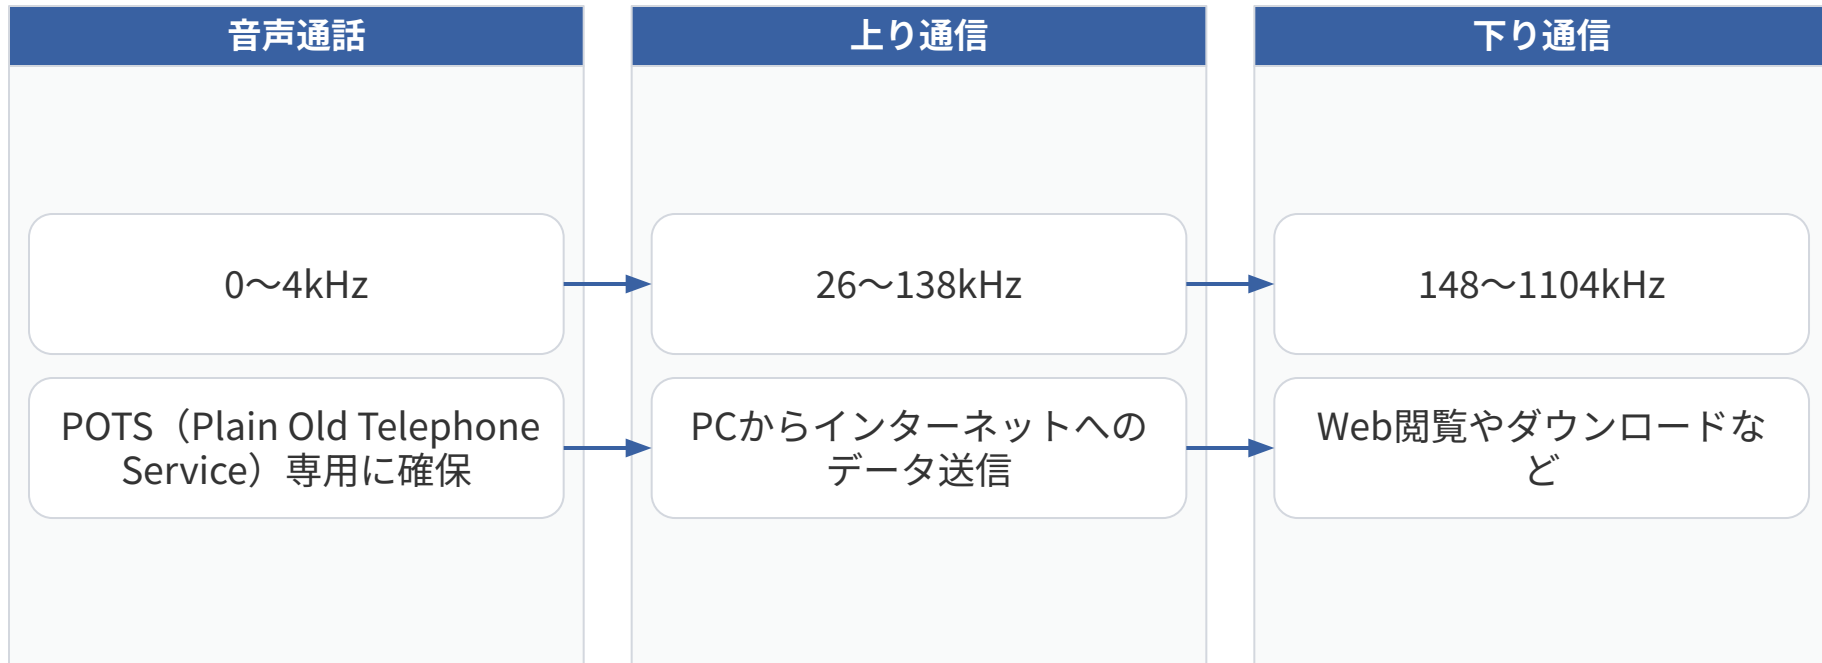 音声通話
上り通信
下り通信
0～4kHz
26～138kHz
148～1104kHz
POTS（Plain Old Telephone
Service）専用に確保
PCからインターネットへの
データ送信
Web閲覧やダウンロードな
ど